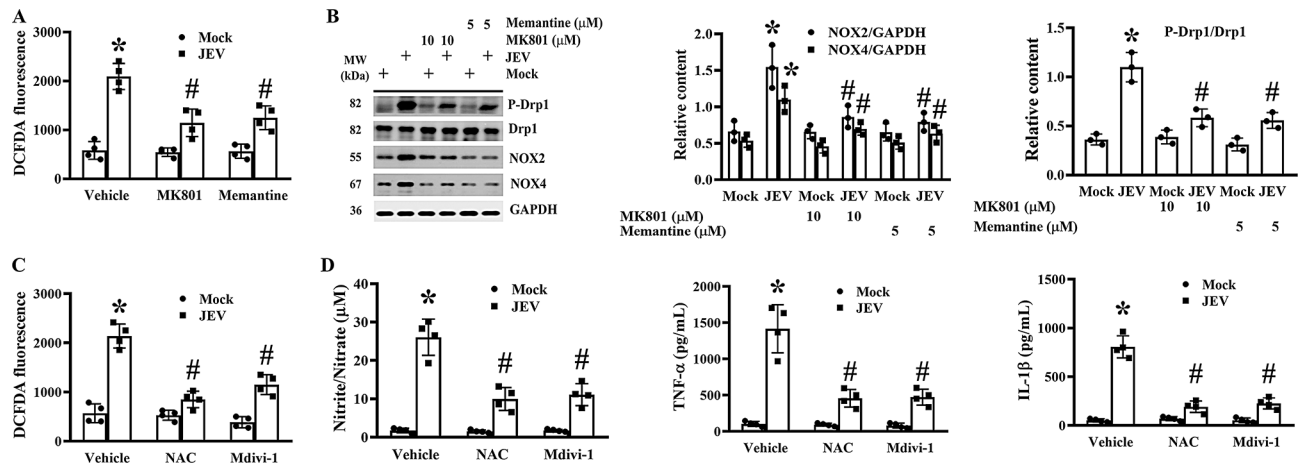 A
DCFDA fluorescence
3000
2000
1000
0
Mock
JEV
*
#
#
Vehicle
MK801
Memantine
B
5 5 Memantine (μM)
10 10 MK801 (μM)
MW + + + JEV
(kDa) + + + Mock
82 P-Drp1
82 Drp1
55 NOX2
67 NOX4
36 GAPDH
Relative content
2.0
1.5
1.0
0.5
0.0
NOX2/GAPDH
NOX4/GAPDH
*
*
# #
# #
Mock JEV Mock JEV Mock JEV
MK801 (μM) 10 10
Memantine (μM) 5 5
Relative content
1.5
1.0
0.5
0.0
P-Drp1/Drp1
*
#
#
Mock JEV Mock JEV Mock JEV
MK801 (μM) 10 10
Memantine (μM) 5 5
C
DCFDA fluorescence
3000
2000
1000
0
Mock
JEV
*
#
#
Vehicle
NAC
Mdivi-1
D
Nitrite/Nitrate (μM)
40
30
20
10
0
Mock
JEV
*
#
#
Vehicle
NAC
Mdivi-1
TNF-α (pg/mL)
2000
1500
1000
500
0
Mock
JEV
*
#
#
Vehicle
NAC
Mdivi-1
IL-1β (pg/mL)
1500
1000
500
250
0
Mock
JEV
*
#
#
Vehicle
NAC
Mdivi-1